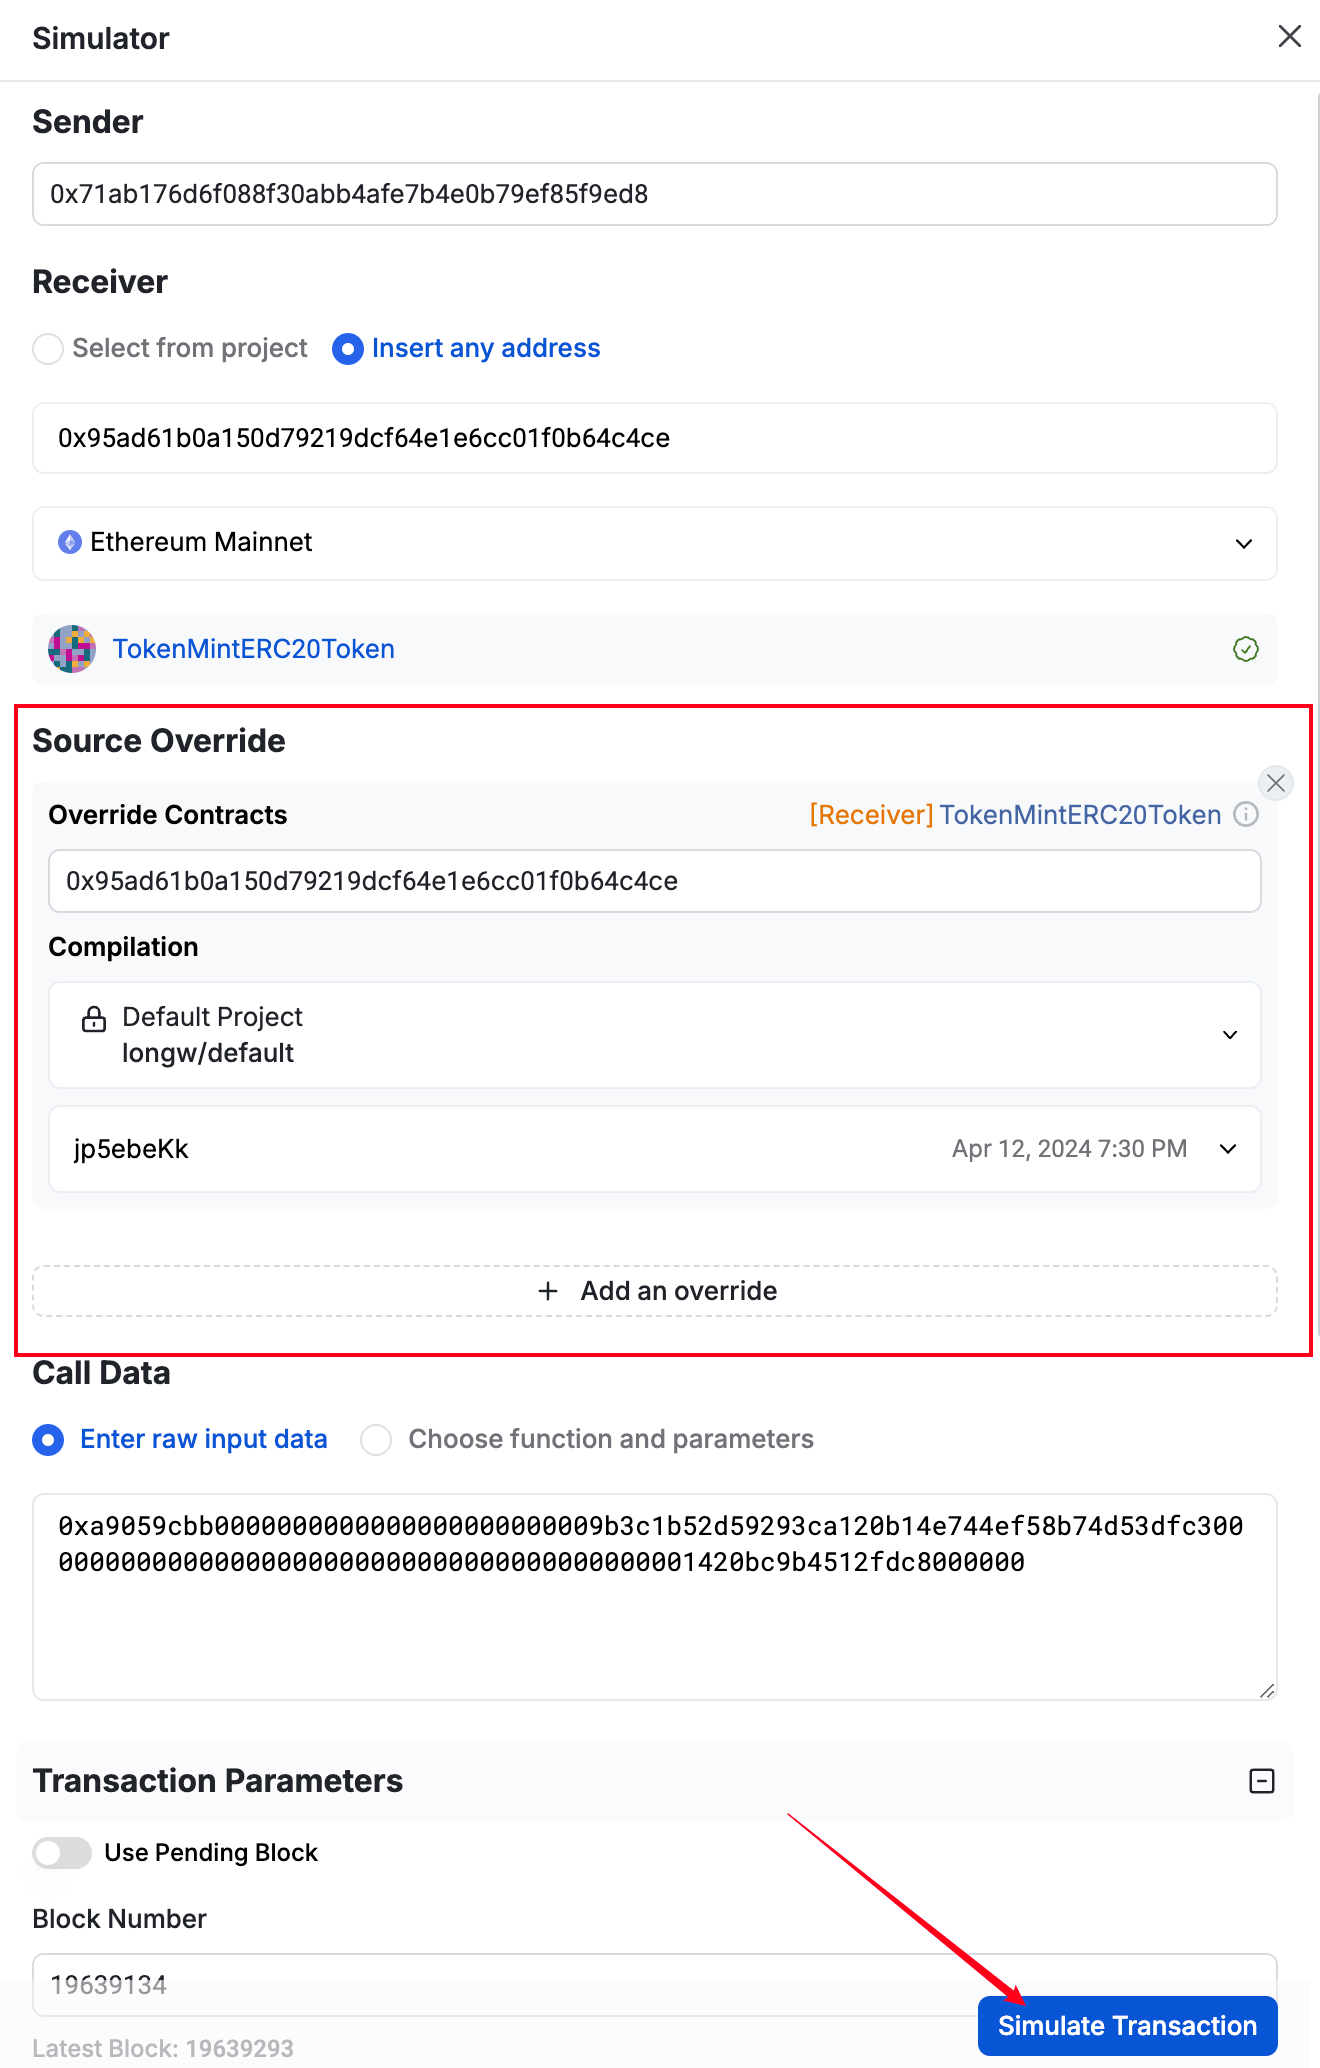 Simulator
Sender
0x71ab176d6f088f30abb4afe7b4e0b79ef85f9ed8
Receiver
Select from project
Insert any address
0x95ad61b0a150d79219dcf64e1e6cc01f0b64c4ce
Ethereum Mainnet
TokenMintERC20Token
Source Override
Override Contracts
[Receiver] TokenMintERC20Token
0x95ad61b0a150d79219dcf64e1e6cc01f0b64c4ce
Compilation
Default Project
longw/default
jp5ebeKk
Apr 12, 2024 7:30 PM
+ Add an override
Call Data
Enter raw input data
Choose function and parameters
0xa9059cbb0000000000000000000000009b3c1b52d59293ca120b14e744ef58b74d53dfc300
0000000000000000000000000000000000000001420bc9b4512fdc8000000
Transaction Parameters
Use Pending Block
Block Number
19639134
Simulate Transaction
Latest Block: 19639293